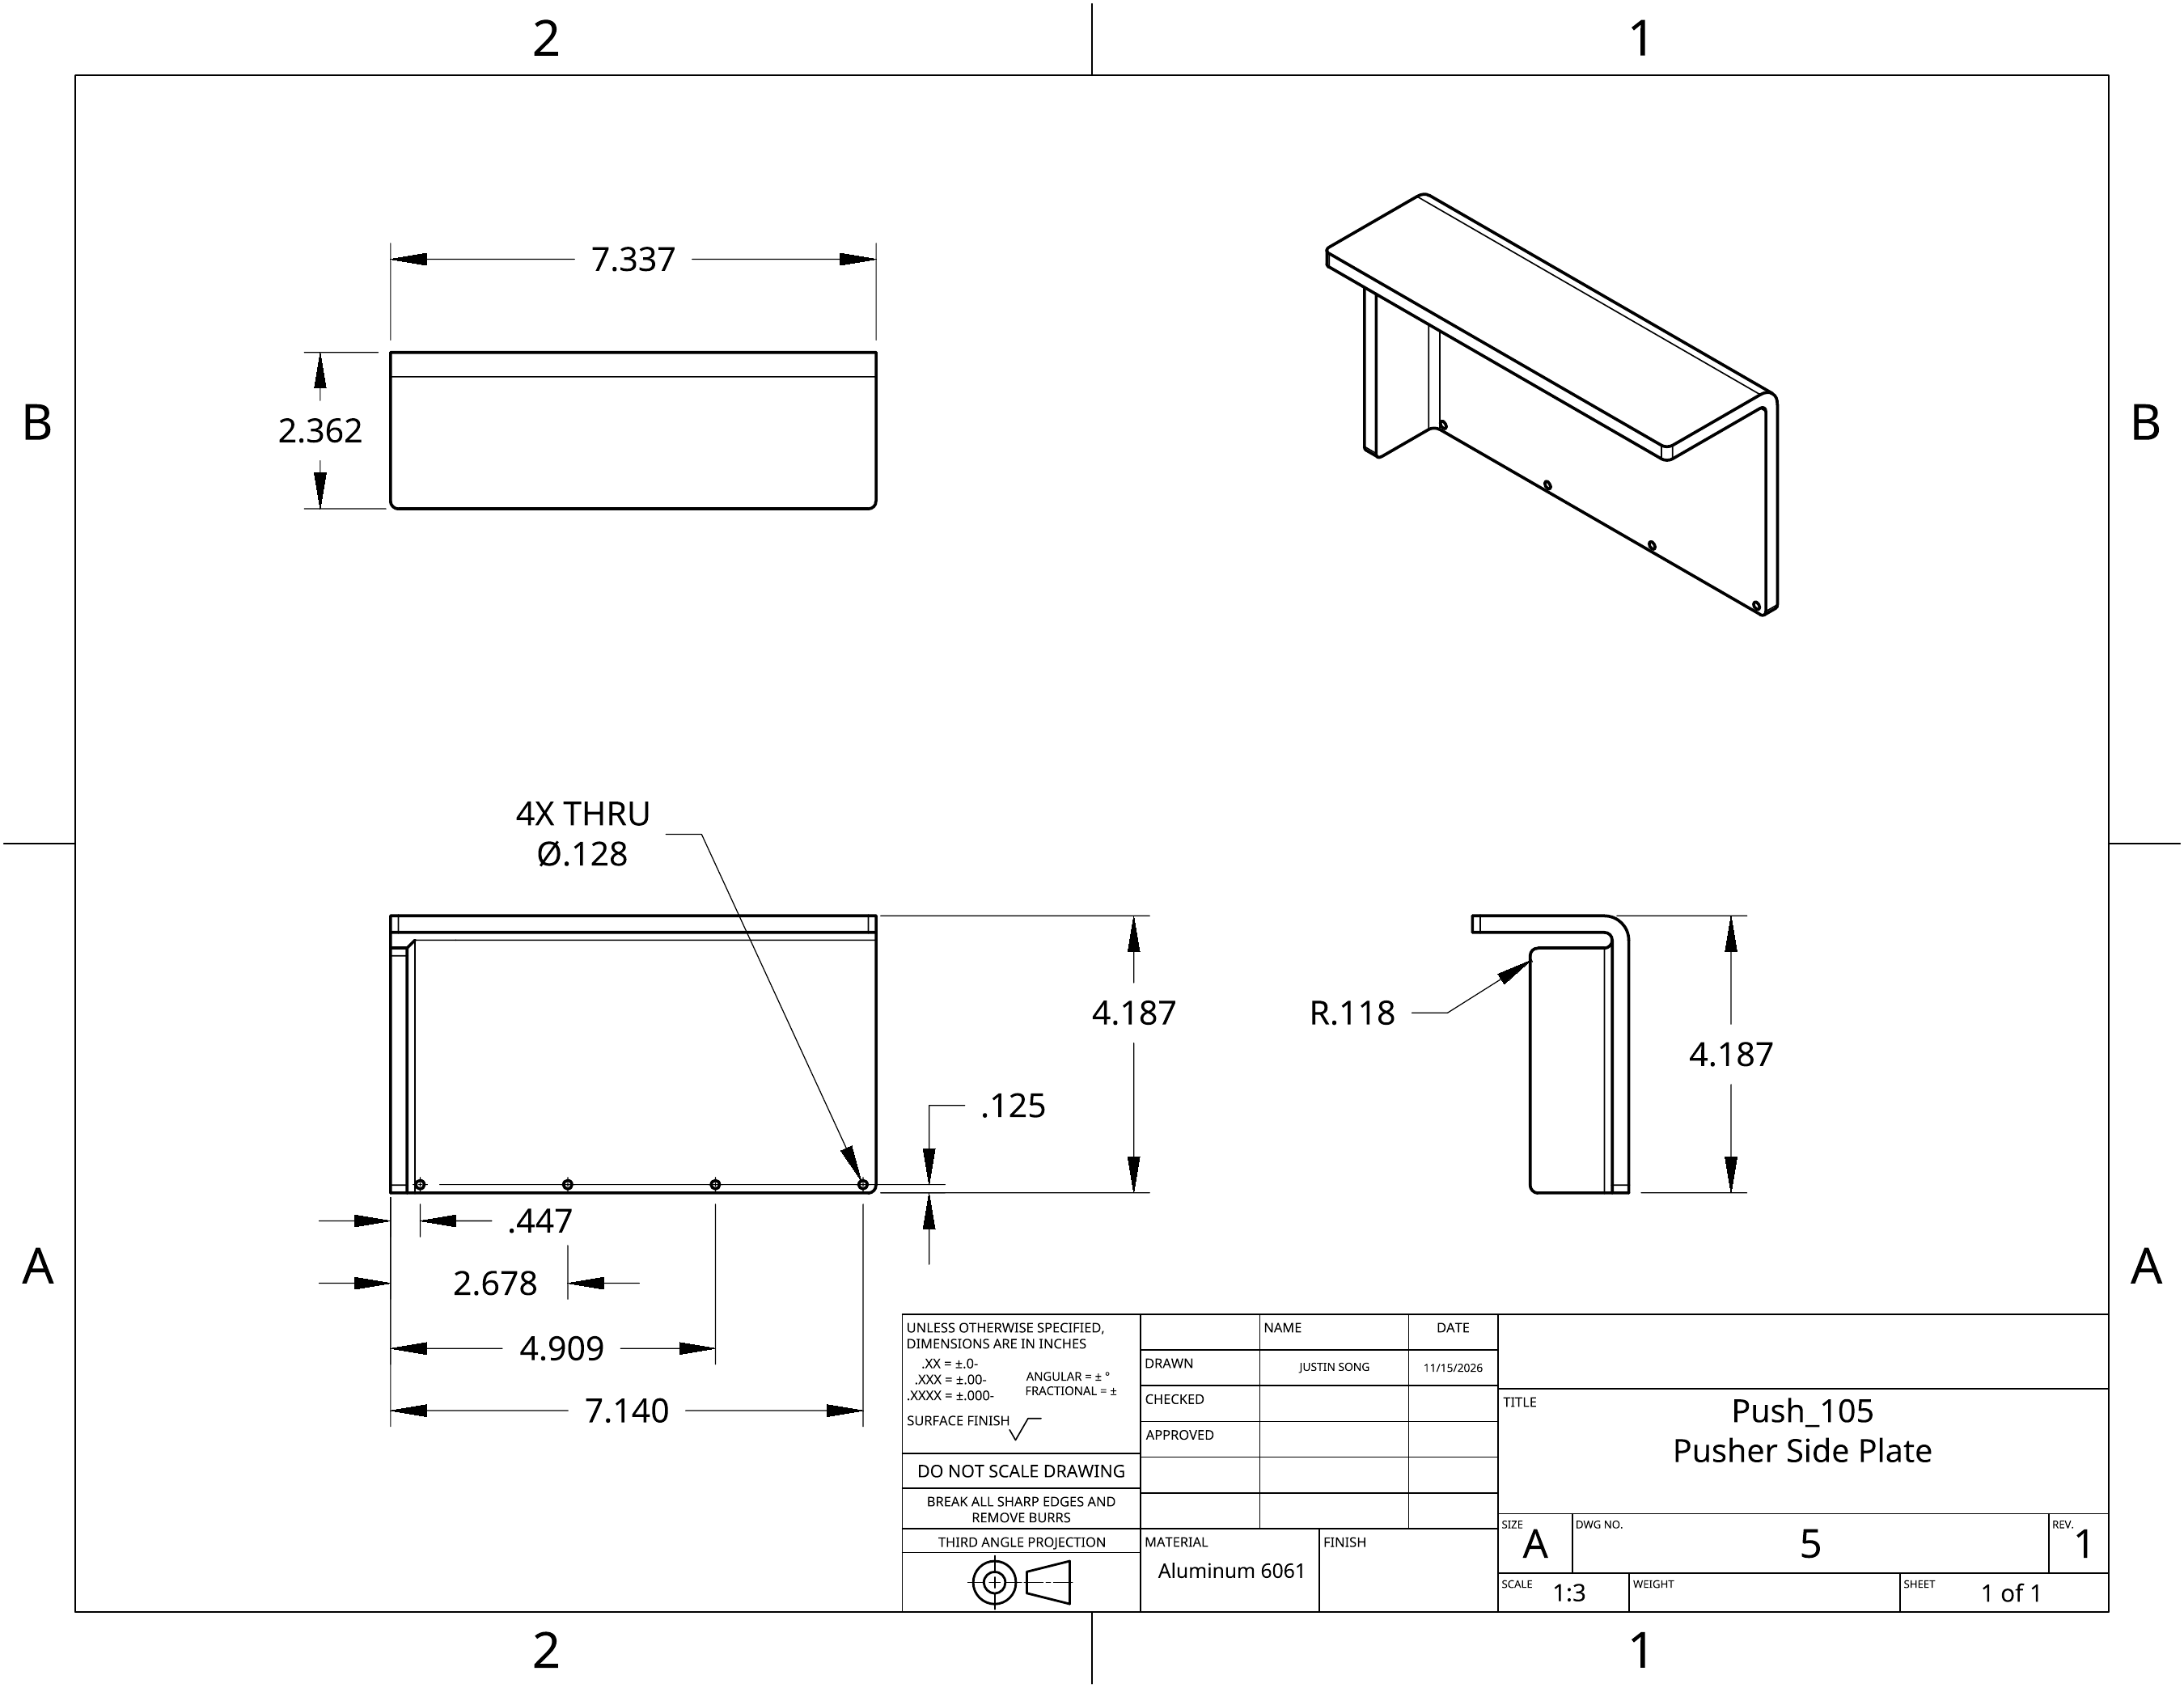 2
1
B
B
7.337
2.362
4X THRU
Ø.128
4.187
.125
R.118
4.187
.447
2.678
4.909
7.140
A
A
UNLESS OTHERWISE SPECIFIED,
DIMENSIONS ARE IN INCHES
.XX = ±.0-
.XXX = ±.00-
.XXXX = ±.000-
ANGULAR = ± °
FRACTIONAL = ±
SURFACE FINISH
DO NOT SCALE DRAWING
BREAK ALL SHARP EDGES AND
REMOVE BURRS
THIRD ANGLE PROJECTION
NAME
DATE
DRAWN
JUSTIN SONG
11/15/2026
CHECKED
APPROVED
MATERIAL
Aluminum 6061
FINISH
TITLE
Push_105
Pusher Side Plate
SIZE
A
DWG NO.
5
REV.
1
SCALE
1:3
WEIGHT
SHEET
1 of 1
2
1